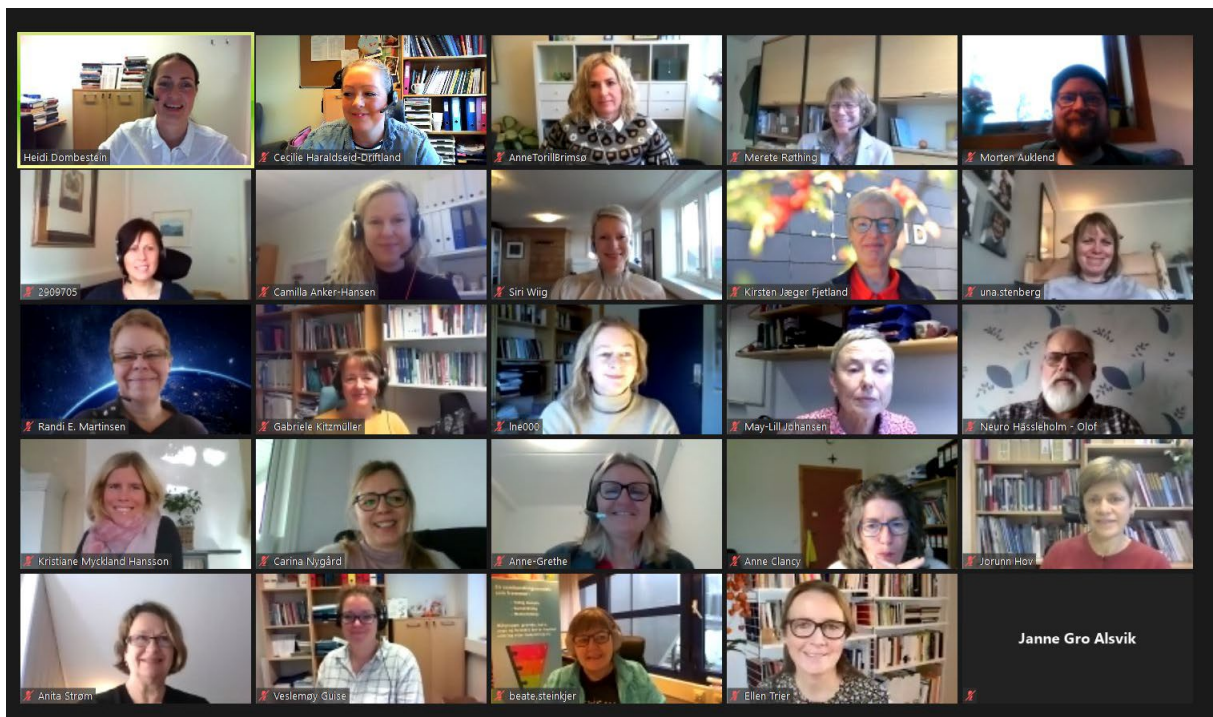 Heidi Dombestein
Cecilie Haraldseid-Driftland
AnneTorillBrimsø
Merete Røthing
Morten Auklend
2909705
Camilla Anker-Hansen
Siri Wiig
Kirsten Jæger Fjetland
una.stenberg
Randi E. Martinsen
Gabriele Kitzmüller
lne000
May-Lill Johansen
Neuro Hässleholm - Olof
Kristiane Myckland Hansson
Carina Nygård
Anne-Grethe
Anne Clancy
Jorunn Hov
Anita Strøm
Veslemøy Guise
beate.steinkjer
Ellen Trier
Janne Gro Alsvik